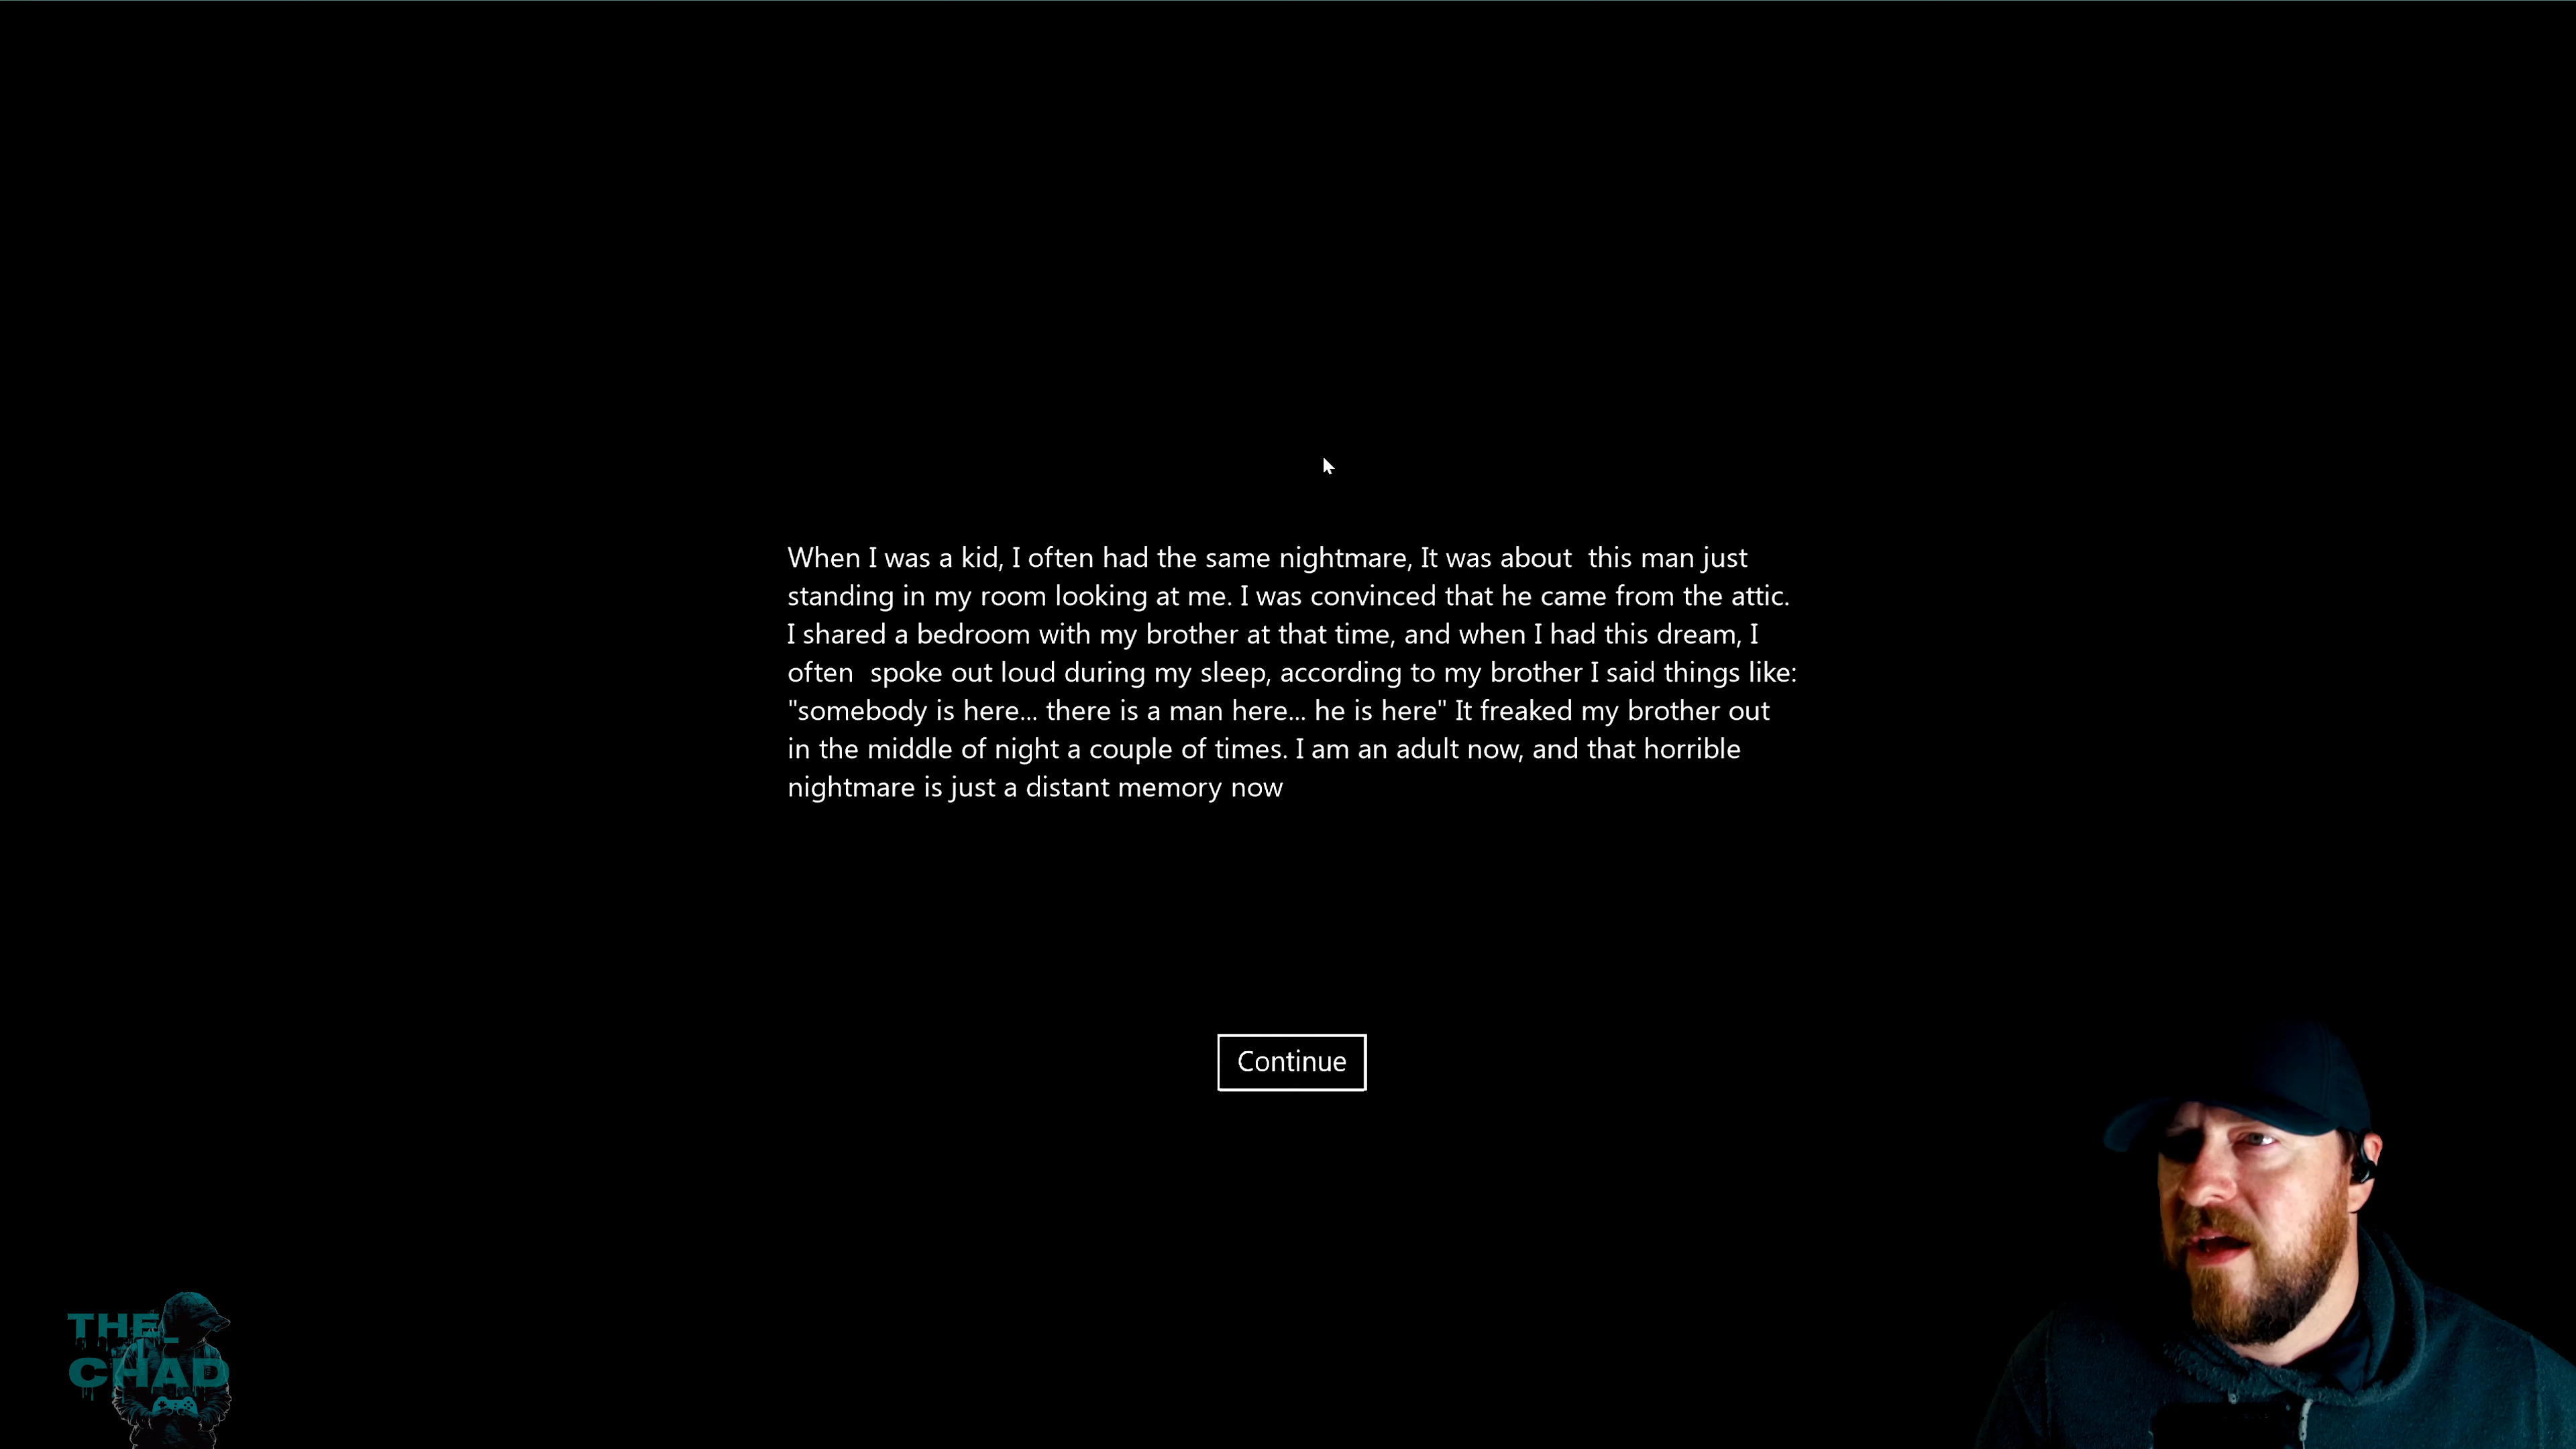 When I was a kid, I often had the same nightmare, It was about  this man just
standing in my room looking at me. I was convinced that he came from the attic.
I shared a bedroom with my brother at that time, and when I had this dream, I
often  spoke out loud during my sleep, according to my brother I said things like:
"somebody is here... there is a man here... he is here" It freaked my brother out
in the middle of night a couple of times. I am an adult now, and that horrible
nightmare is just a distant memory now
Continue
THE_
CHAD